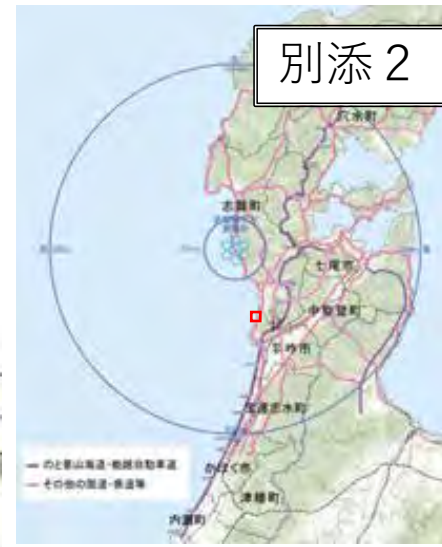 別添２
穴水町
志賀町
七尾市
中能登町
羽咋市
宝達志水町
のと里山海道・能越自動車道
その他の国道・県道等
かほく市
津幡町
内灘町